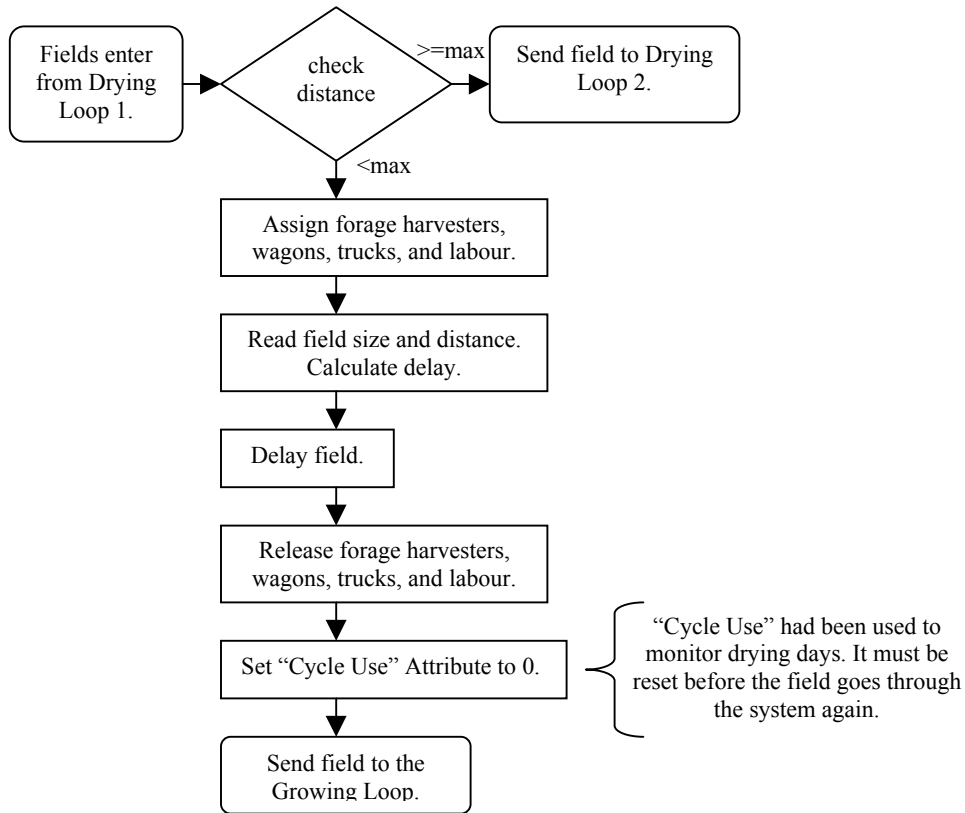 Fields enter
from Drying
Loop 1.
check
distance
>=max
Send field to Drying
Loop 2.
<max
Assign forage harvesters,
wagons, trucks, and labour.
Read field size and distance.
Calculate delay.
Delay field.
Release forage harvesters,
wagons, trucks, and labour.
Set “Cycle Use” Attribute to 0.
“Cycle Use” had been used to
monitor drying days. It must be
reset before the field goes through
the system again.
Send field to the
Growing Loop.